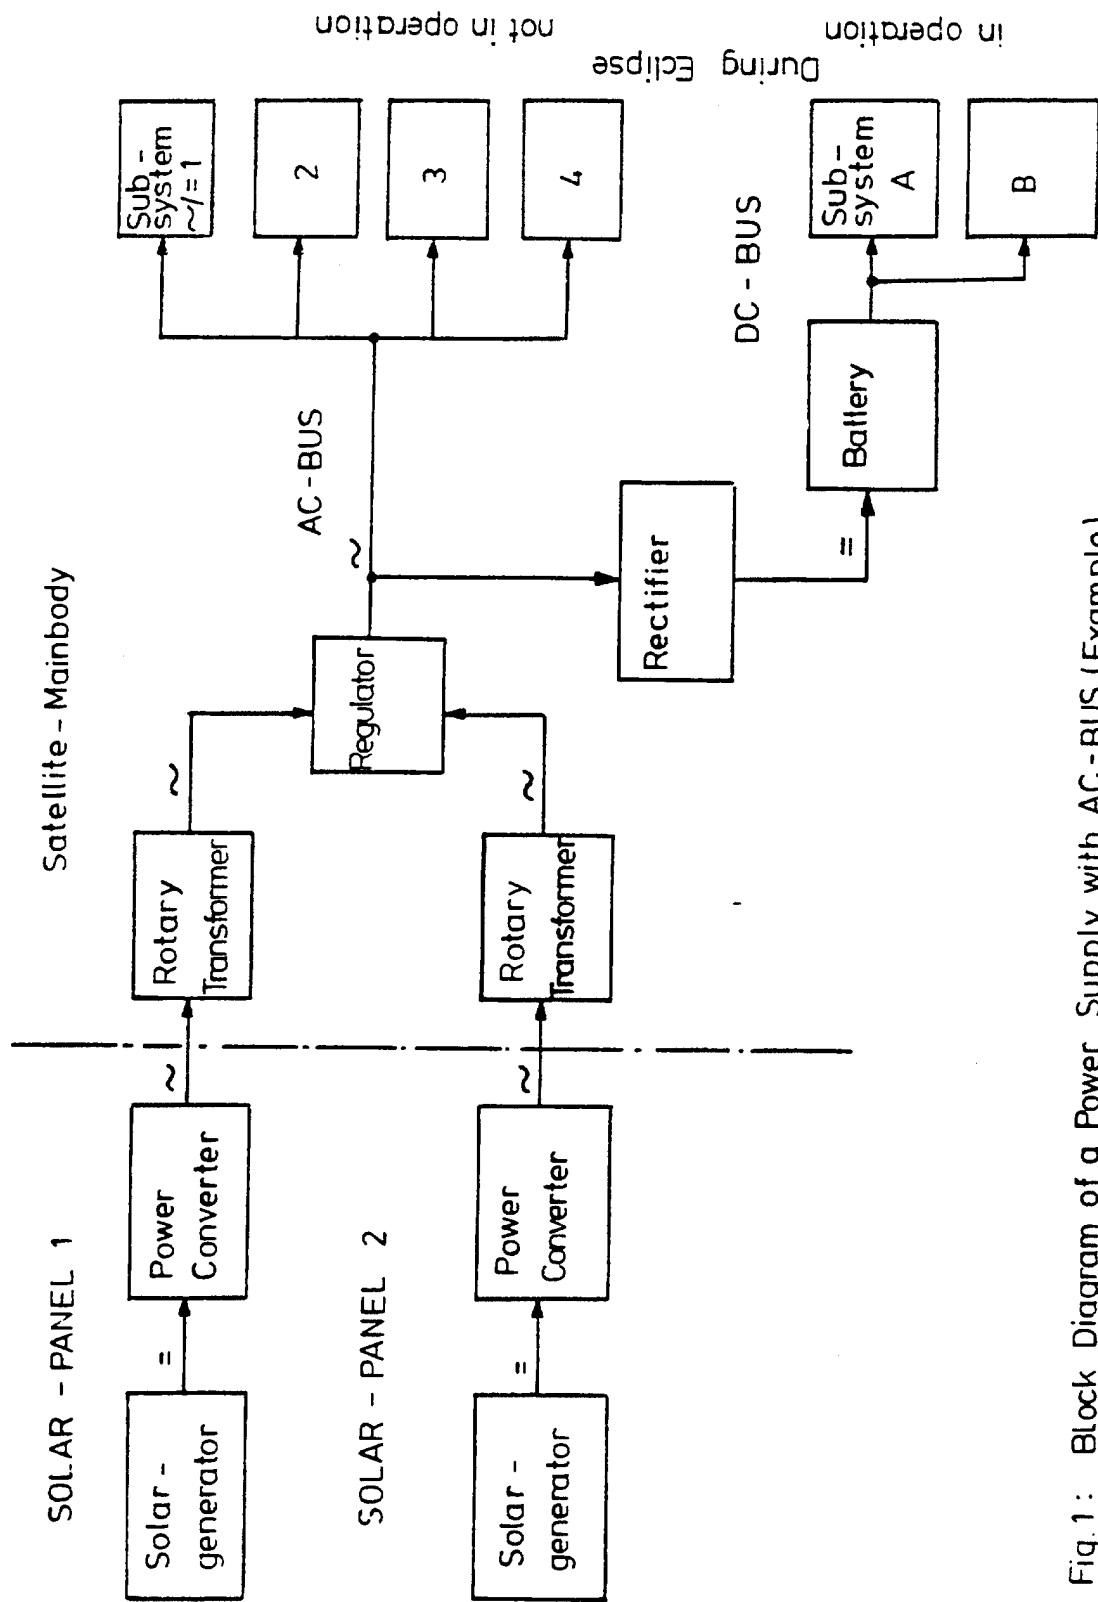 SOLAR - PANEL 1
Satellite - Mainbody
Solar -
generator
=
Power
Converter
~
Rotary
Transformer
~
SOLAR - PANEL 2
Solar -
generator
=
Power
Converter
~
Rotary
Transformer
~
Regulator
~
AC-BUS
Sub -
system
~/= 1
2
3
4
Rectifier
=
Battery
DC - BUS
Sub-
system
A
B
During Eclipse
not in operation
in operation
Fig. 1: Block Diagram of a Power Supply with AC-BUS (Example)